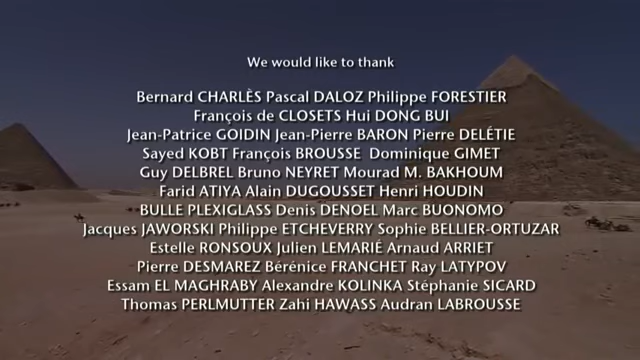 We would like to thank
Bernard CHARLÈS Pascal DALOZ Philippe FORESTIER
François de CLOSETS Hui DONG BUI
Jean-Patrice GOIDIN Jean-Pierre BARON Pierre DELÉTIE
Sayed KOBT François BROUSSE Dominique GIMET
Guy DELBREL Bruno NEYRET Mourad M. BAKHOUM
Farid ATIYA Alain DUGOUSSET Henri HOUDIN
BULLE PLEXIGLASS Denis DENOEL Marc BUONOMO
Jacques JAWORSKI Philippe ETCHEVERRY Sophie BELLIER-ORTUZAR
Estelle RONSOUX Julien LEMARIÉ Arnaud ARRIET
Pierre DESMAREZ Bérénice FRANCHET Ray LATYPOV
Essam EL MAGHRABY Alexandre KOLINKA Stéphanie SICARD
Thomas PERLMUTTER Zahi HAWASS Audran LABROUSSE